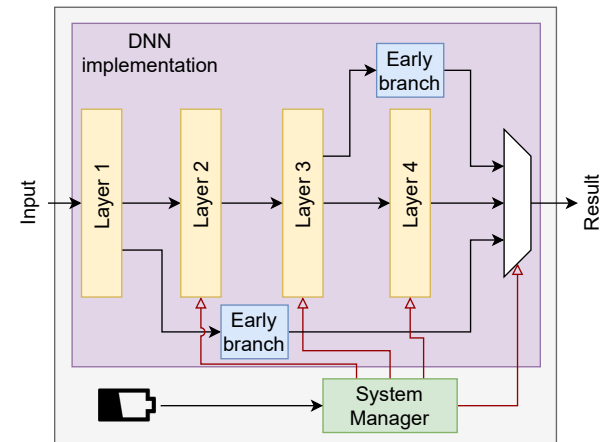 DNN
implementation
Early
branch
Input
Layer 1
Layer 2
Layer 3
Layer 4
Result
Early
branch
System
Manager